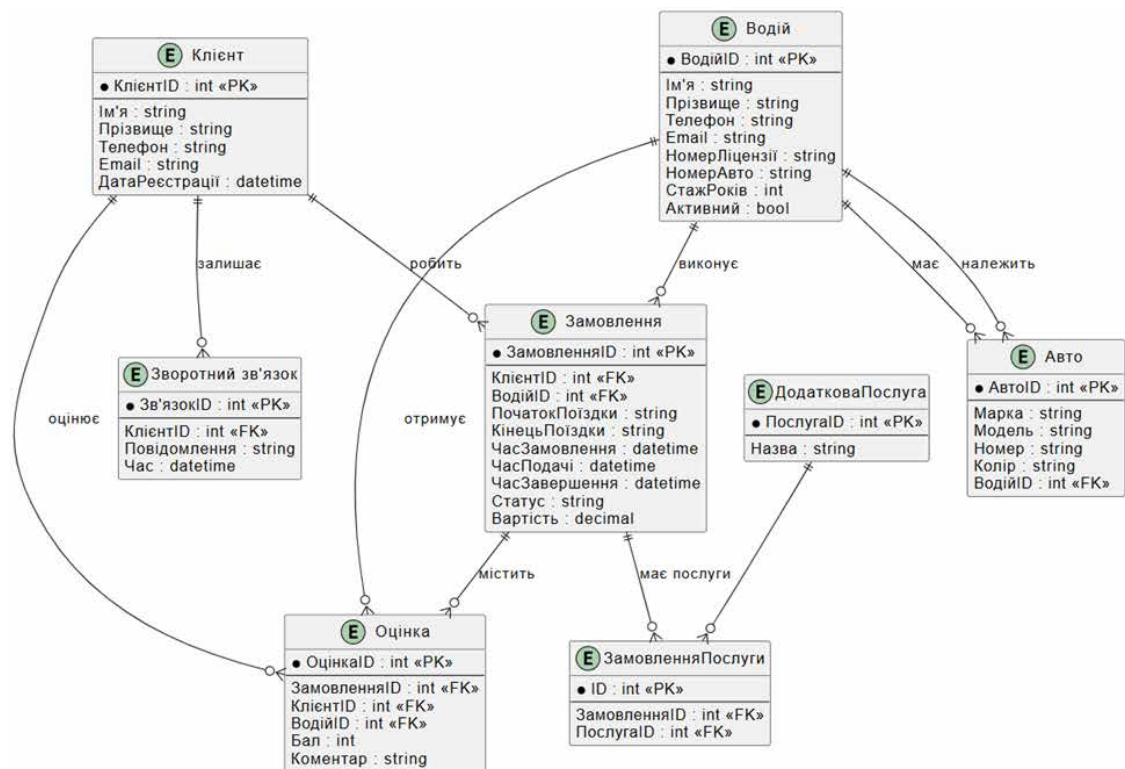 E Клієнт
● КлієнтID : int «PK»
Ім'я : string
Прізвище : string
Телефон : string
Email : string
ДатаРеєстрації : datetime
E Водій
● ВодійID : int «PK»
Ім'я : string
Прізвище : string
Телефон : string
Email : string
НомерЛіцензії : string
НомерАвто : string
СтажРоків : int
Активний : bool
залишає
робить
виконує
має
належить
E Замовлення
● ЗамовленняID : int «PK»
КлієнтID : int «FK»
ВодійID : int «FK»
ПочатокПоїздки : string
КінецьПоїздки : string
ЧасЗамовлення : datetime
ЧасПодачі : datetime
ЧасЗавершення : datetime
Статус : string
Вартість : decimal
E Зворотний зв'язок
● Зв'язокID : int «PK»
КлієнтID : int «FK»
Повідомлення : string
Час : datetime
E ДодатковаПослуга
● ПослугаID : int «PK»
Назва : string
E Авто
● АвтоID : int «PK»
Марка : string
Модель : string
Номер : string
Колір : string
ВодійID : int «FK»
оцінює
отримує
містить
має послуги
E Оцінка
● ОцінкаID : int «PK»
ЗамовленняID : int «FK»
КлієнтID : int «FK»
ВодійID : int «FK»
Бал : int
Коментар : string
E ЗамовленняПослуги
● ID : int «PK»
ЗамовленняID : int «FK»
ПослугаID : int «FK»